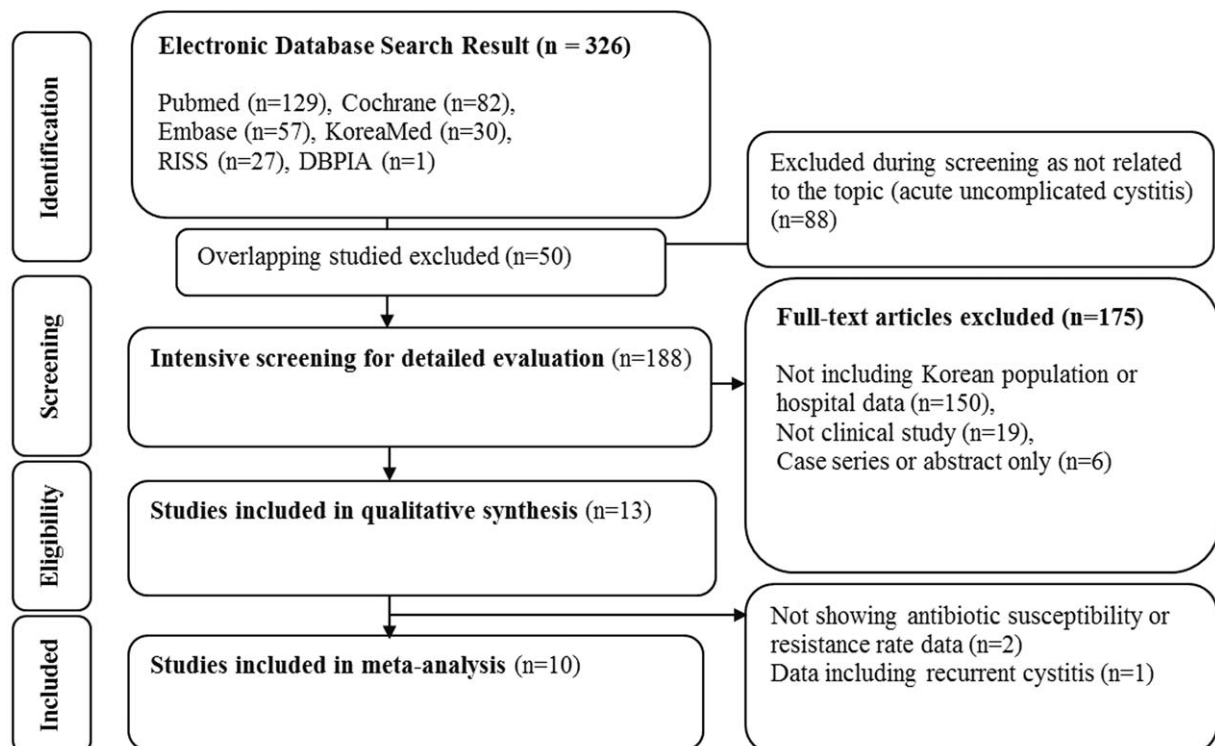 Identification
Electronic Database Search Result (n = 326)
Pubmed (n=129), Cochrane (n=82),
Embase (n=57), KoreaMed (n=30),
RISS (n=27), DBPIA (n=1)
Excluded during screening as not related
to the topic (acute uncomplicated cystitis)
(n=88)
Overlapping studied excluded (n=50)
Screening
Intensive screening for detailed evaluation (n=188)
Full-text articles excluded (n=175)
Not including Korean population or
hospital data (n=150),
Not clinical study (n=19),
Case series or abstract only (n=6)
Eligibility
Studies included in qualitative synthesis (n=13)
Not showing antibiotic susceptibility or
resistance rate data (n=2)
Data including recurrent cystitis (n=1)
Included
Studies included in meta-analysis (n=10)